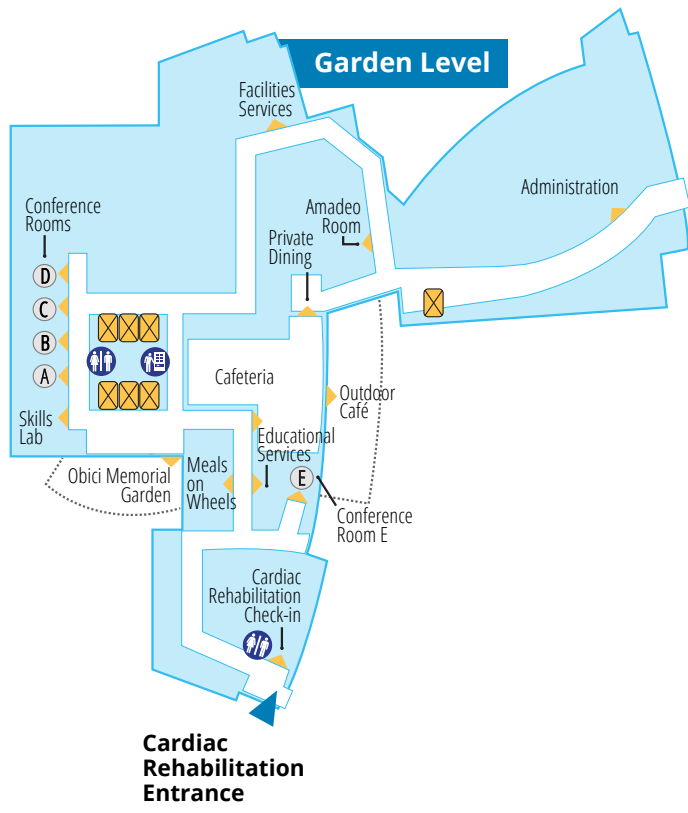 Garden Level
Facilities
Services
Administration
Conference
Rooms
Amadeo
Room
Private
Dining
D
C
B
A
Cafeteria
Outdoor
Café
Skills
Lab
Educational
Services
Obici Memorial
Garden
Meals
on
Wheels
E
Conference
Room E
Cardiac
Rehabilitation
Check-in
Cardiac
Rehabilitation
Entrance